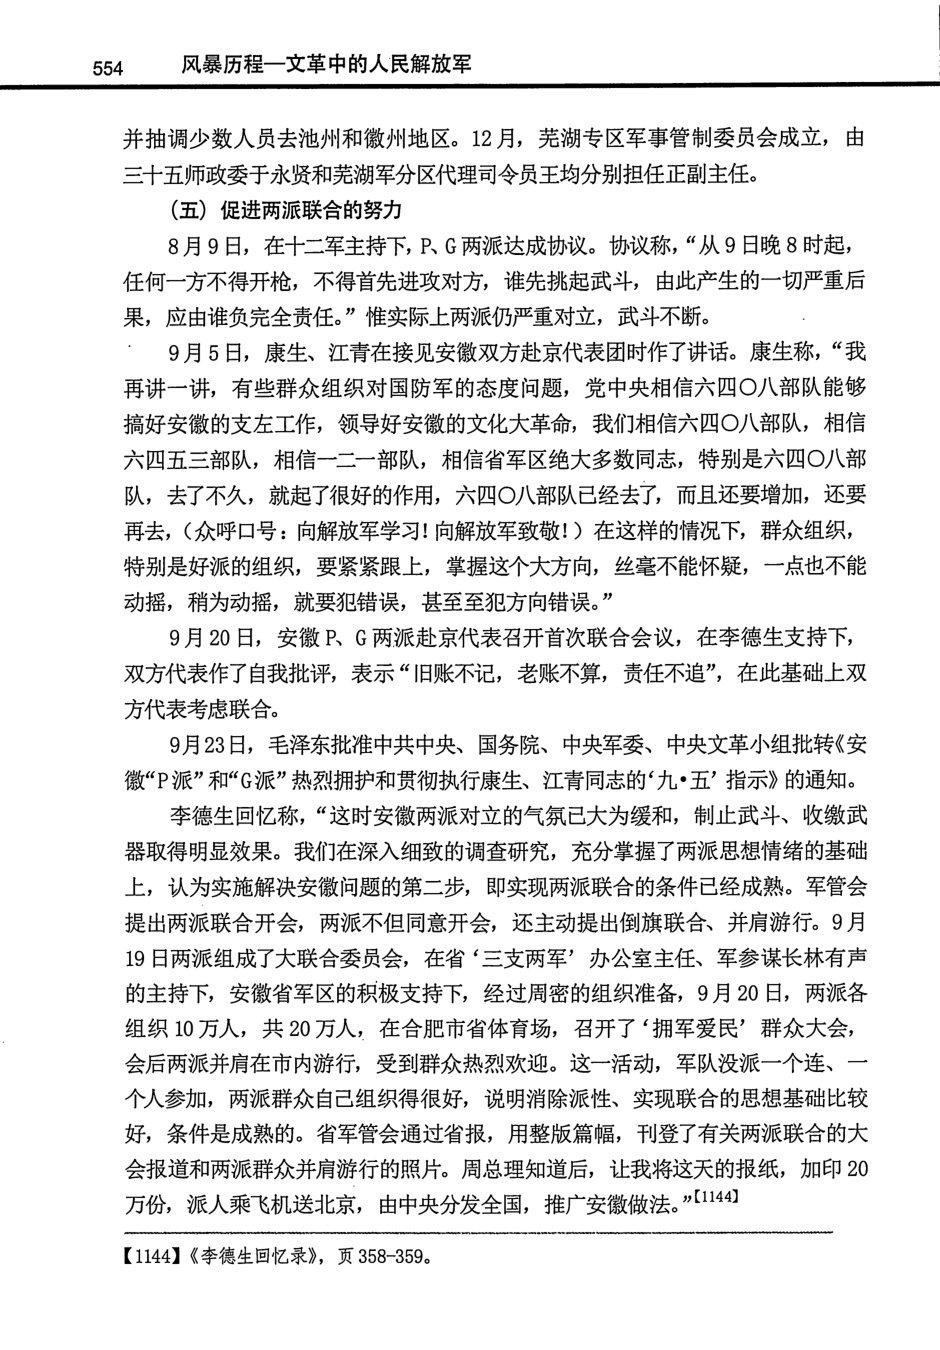 554 风暴历程—文革中的人民解放军
并抽调少数人员去池州和徽州地区。12月，芜湖专区军事管制委员会成立，由
三十五师政委于永贤和芜湖军分区代理司令员王均分别担任正副主任。
（五）促进两派联合的努力
8月9日，在十二军主持下，P、G两派达成协议。协议称，“从9日晚8时起，
任何一方不得开枪，不得首先进攻对方，谁先挑起武斗，由此产生的一切严重后
果，应由谁负完全责任。”惟实际上两派仍严重对立，武斗不断。
9月5日，康生、江青在接见安徽双方赴京代表团时作了讲话。康生称，“我
再讲一讲，有些群众组织对国防军的态度问题，党中央相信六四〇八部队能够
搞好安徽的支左工作，领导好安徽的文化大革命，我们相信六四〇八部队，相信
六四五三部队，相信一二一部队，相信省军区绝大多数同志，特别是六四〇八部
队，去了不久，就起了很好的作用，六四〇八部队已经去了，而且还要增加，还要
再去，（众呼口号：向解放军学习！向解放军致敬！）在这样的情况下，群众组织，
特别是好派的组织，要紧紧跟上，掌握这个大方向，丝毫不能怀疑，一点也不能
动摇，稍为动摇，就要犯错误，甚至至犯方向错误。”
9月20日，安徽P、G两派赴京代表召开首次联合会议，在李德生支持下，
双方代表作了自我批评，表示“旧账不记，老账不算，责任不追”，在此基础上双
方代表考虑联合。
9月23日，毛泽东批准中共中央、国务院、中央军委、中央文革小组批转《安
徽“P派”和“G派”热烈拥护和贯彻执行康生、江青同志的‘九·五’指示》的通知。
李德生回忆称，“这时安徽两派对立的气氛已大为缓和，制止武斗、收缴武
器取得明显效果。我们在深入细致的调查研究，充分掌握了两派思想情绪的基础
上，认为实施解决安徽问题的第二步，即实现两派联合的条件已经成熟。军管会
提出两派联合开会，两派不但同意开会，还主动提出倒旗联合、并肩游行。9月
19日两派组成了大联合委员会，在省‘三支两军’办公室主任、军参谋长林有声
的主持下，安徽省军区的积极支持下，经过周密的组织准备，9月20日，两派各
组织10万人，共20万人，在合肥市省体育场，召开了‘拥军爱民’群众大会，
会后两派并肩在市内游行，受到群众热烈欢迎。这一活动，军队没派一个连、一
个人参加，两派群众自己组织得很好，说明消除派性、实现联合的思想基础比较
好，条件是成熟的。省军管会通过省报，用整版篇幅，刊登了有关两派联合的大
会报道和两派群众并肩游行的照片。周总理知道后，让我将这天的报纸，加印20
万份，派人乘飞机送北京，由中央分发全国，推广安徽做法。”【1144】
【1144】《李德生回忆录》，页358-359。